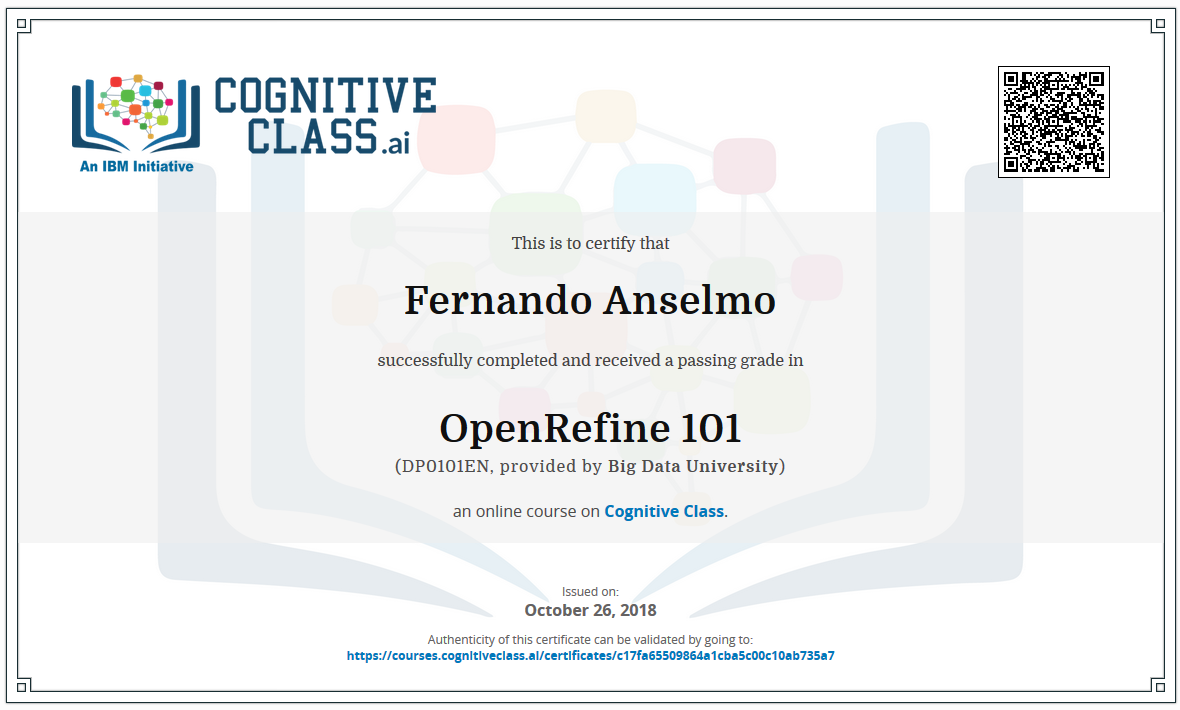 COGNITIVE
CLASS.ai
An IBM Initiative
This is to certify that
Fernando Anselmo
successfully completed and received a passing grade in
OpenRefine 101
(DP0101EN, provided by Big Data University)
an online course on Cognitive Class.
Issued on:
October 26, 2018
Authenticity of this certificate can be validated by going to:
https://courses.cognitiveclass.ai/certificates/c17fa65509864a1cba5c00c10ab735a7